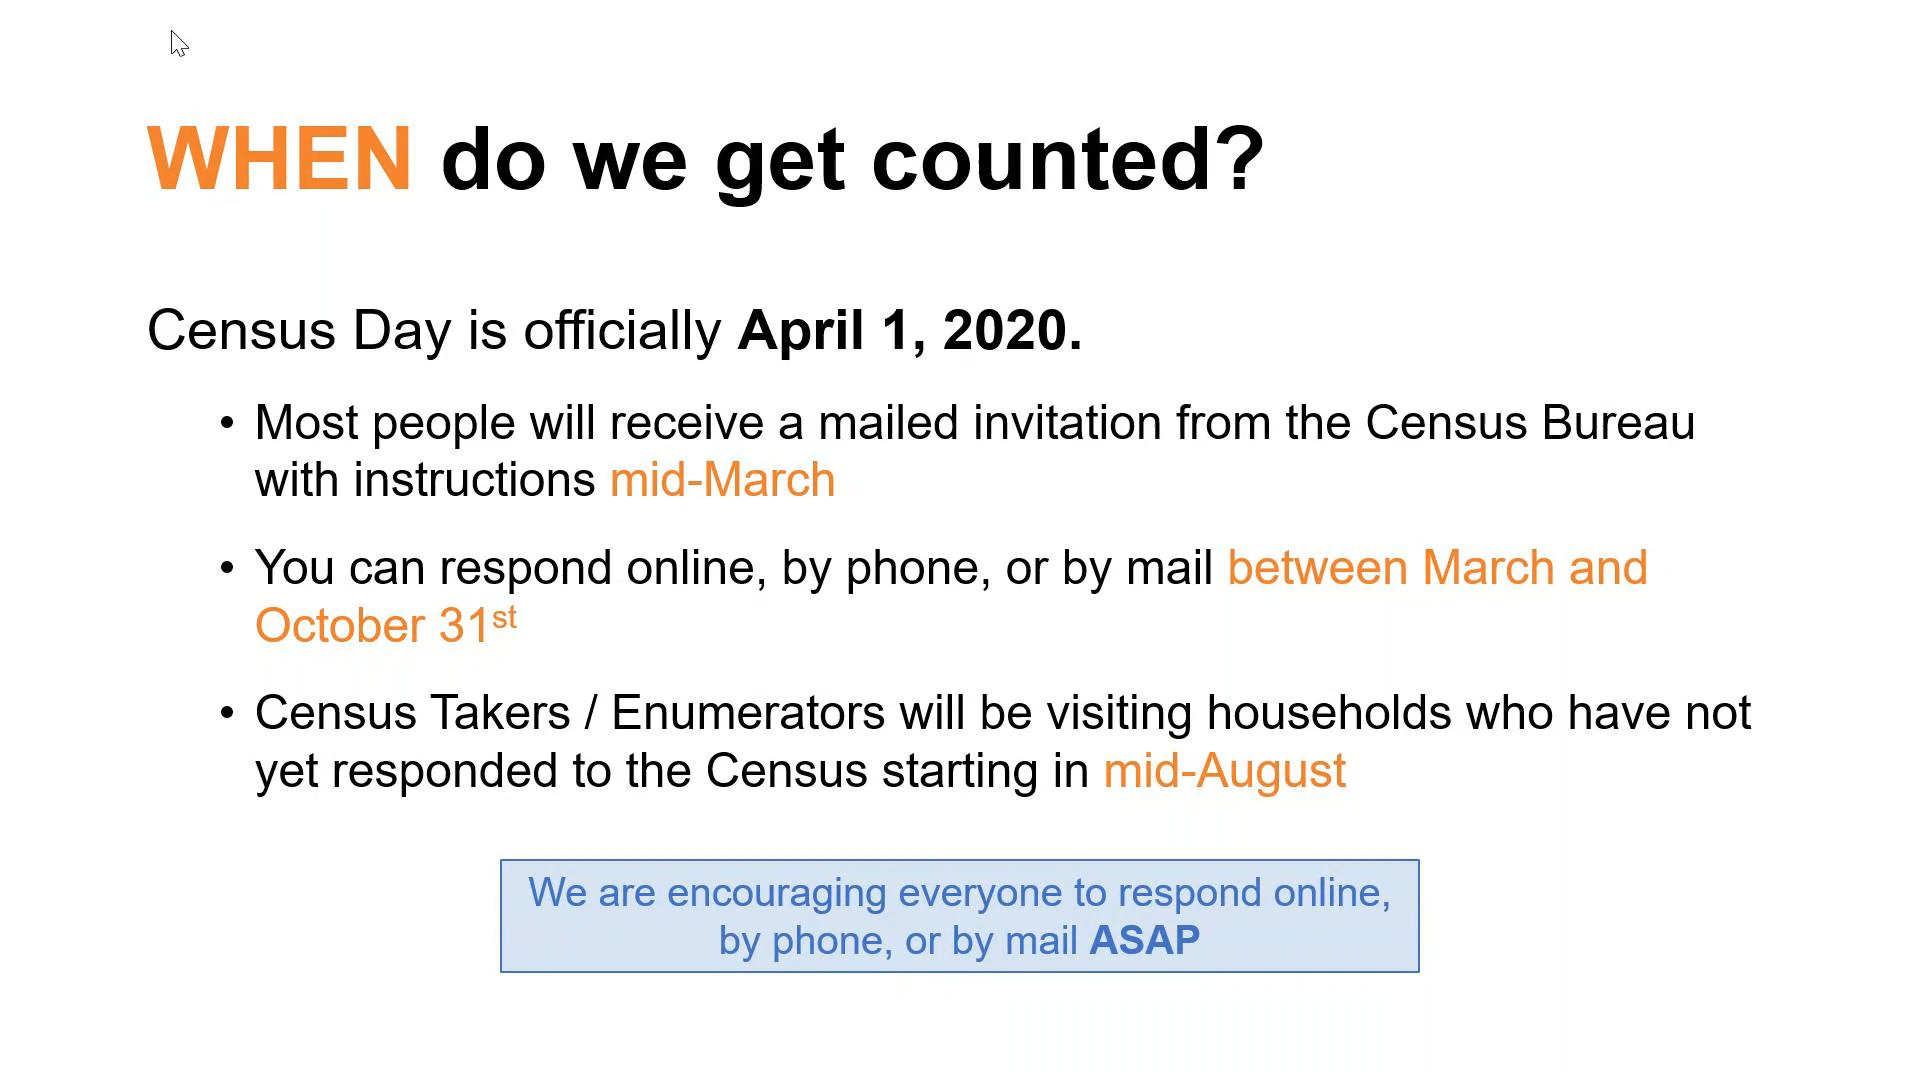 WHEN do we get counted?
Census Day is officially April 1, 2020.
• Most people will receive a mailed invitation from the Census Bureau
with instructions mid-March
• You can respond online, by phone, or by mail between March and
October 31st
• Census Takers / Enumerators will be visiting households who have not
yet responded to the Census starting in mid-August
We are encouraging everyone to respond online,
by phone, or by mail ASAP